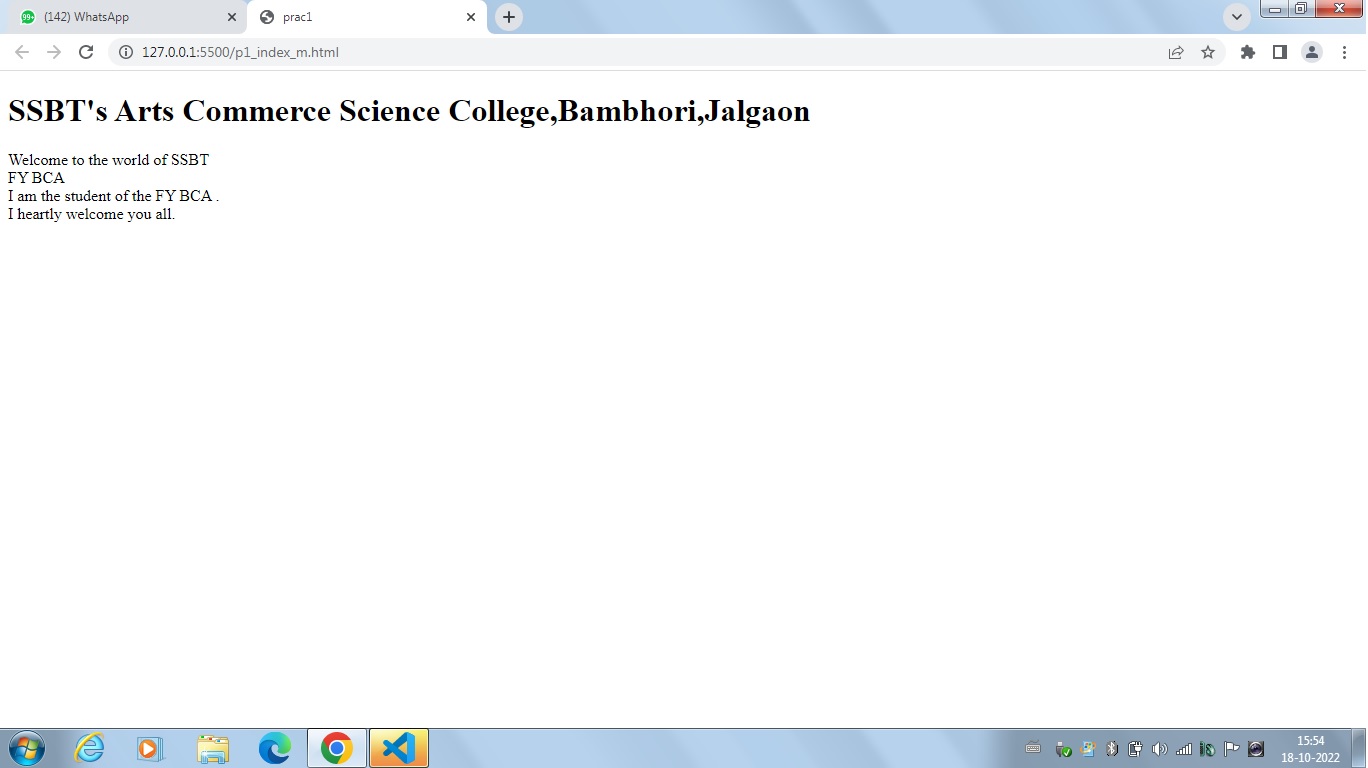 99+
(142) WhatsApp
prac1
127.0.0.1:5500/p1_index_m.html
SSBT's Arts Commerce Science College,Bambhori,Jalgaon
Welcome to the world of SSBT
FY BCA
I am the student of the FY BCA .
I heartly welcome you all.
15:54
18-10-2022